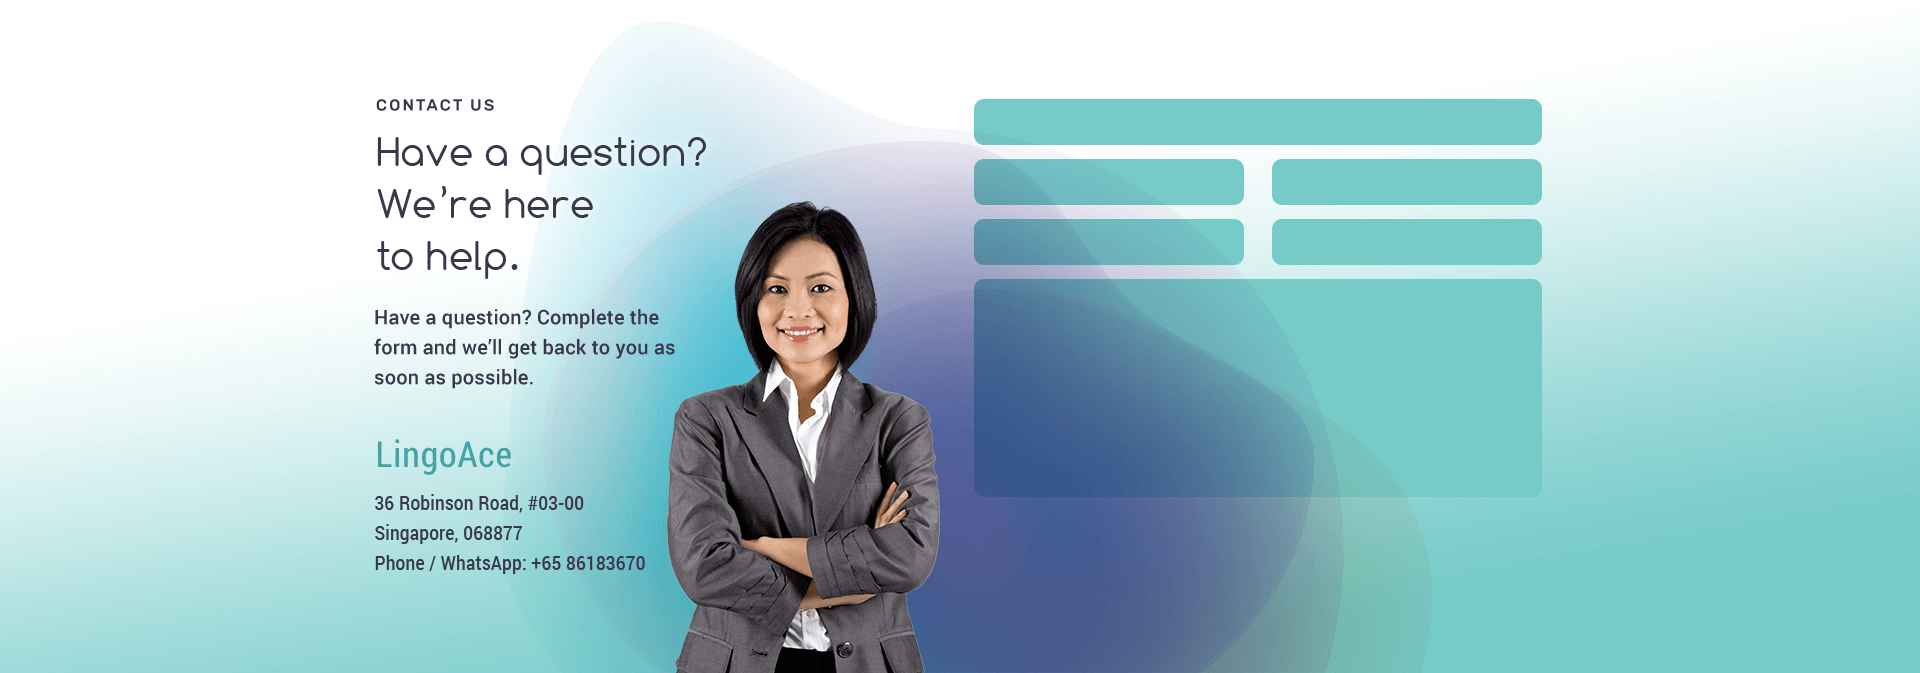 CONTACT US
Have a question?
We're here
to help.
Have a question? Complete the
form and we'll get back to you as
soon as possible.
LingoAce
36 Robinson Road, #03-00
Singapore, 068877
Phone / WhatsApp: +65 86183670